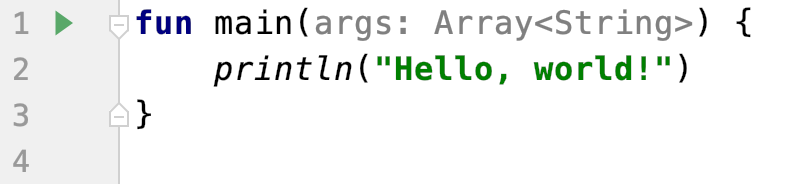 1 fun main(args: Array<String>) {
2     println("Hello, world!")
3 }
4